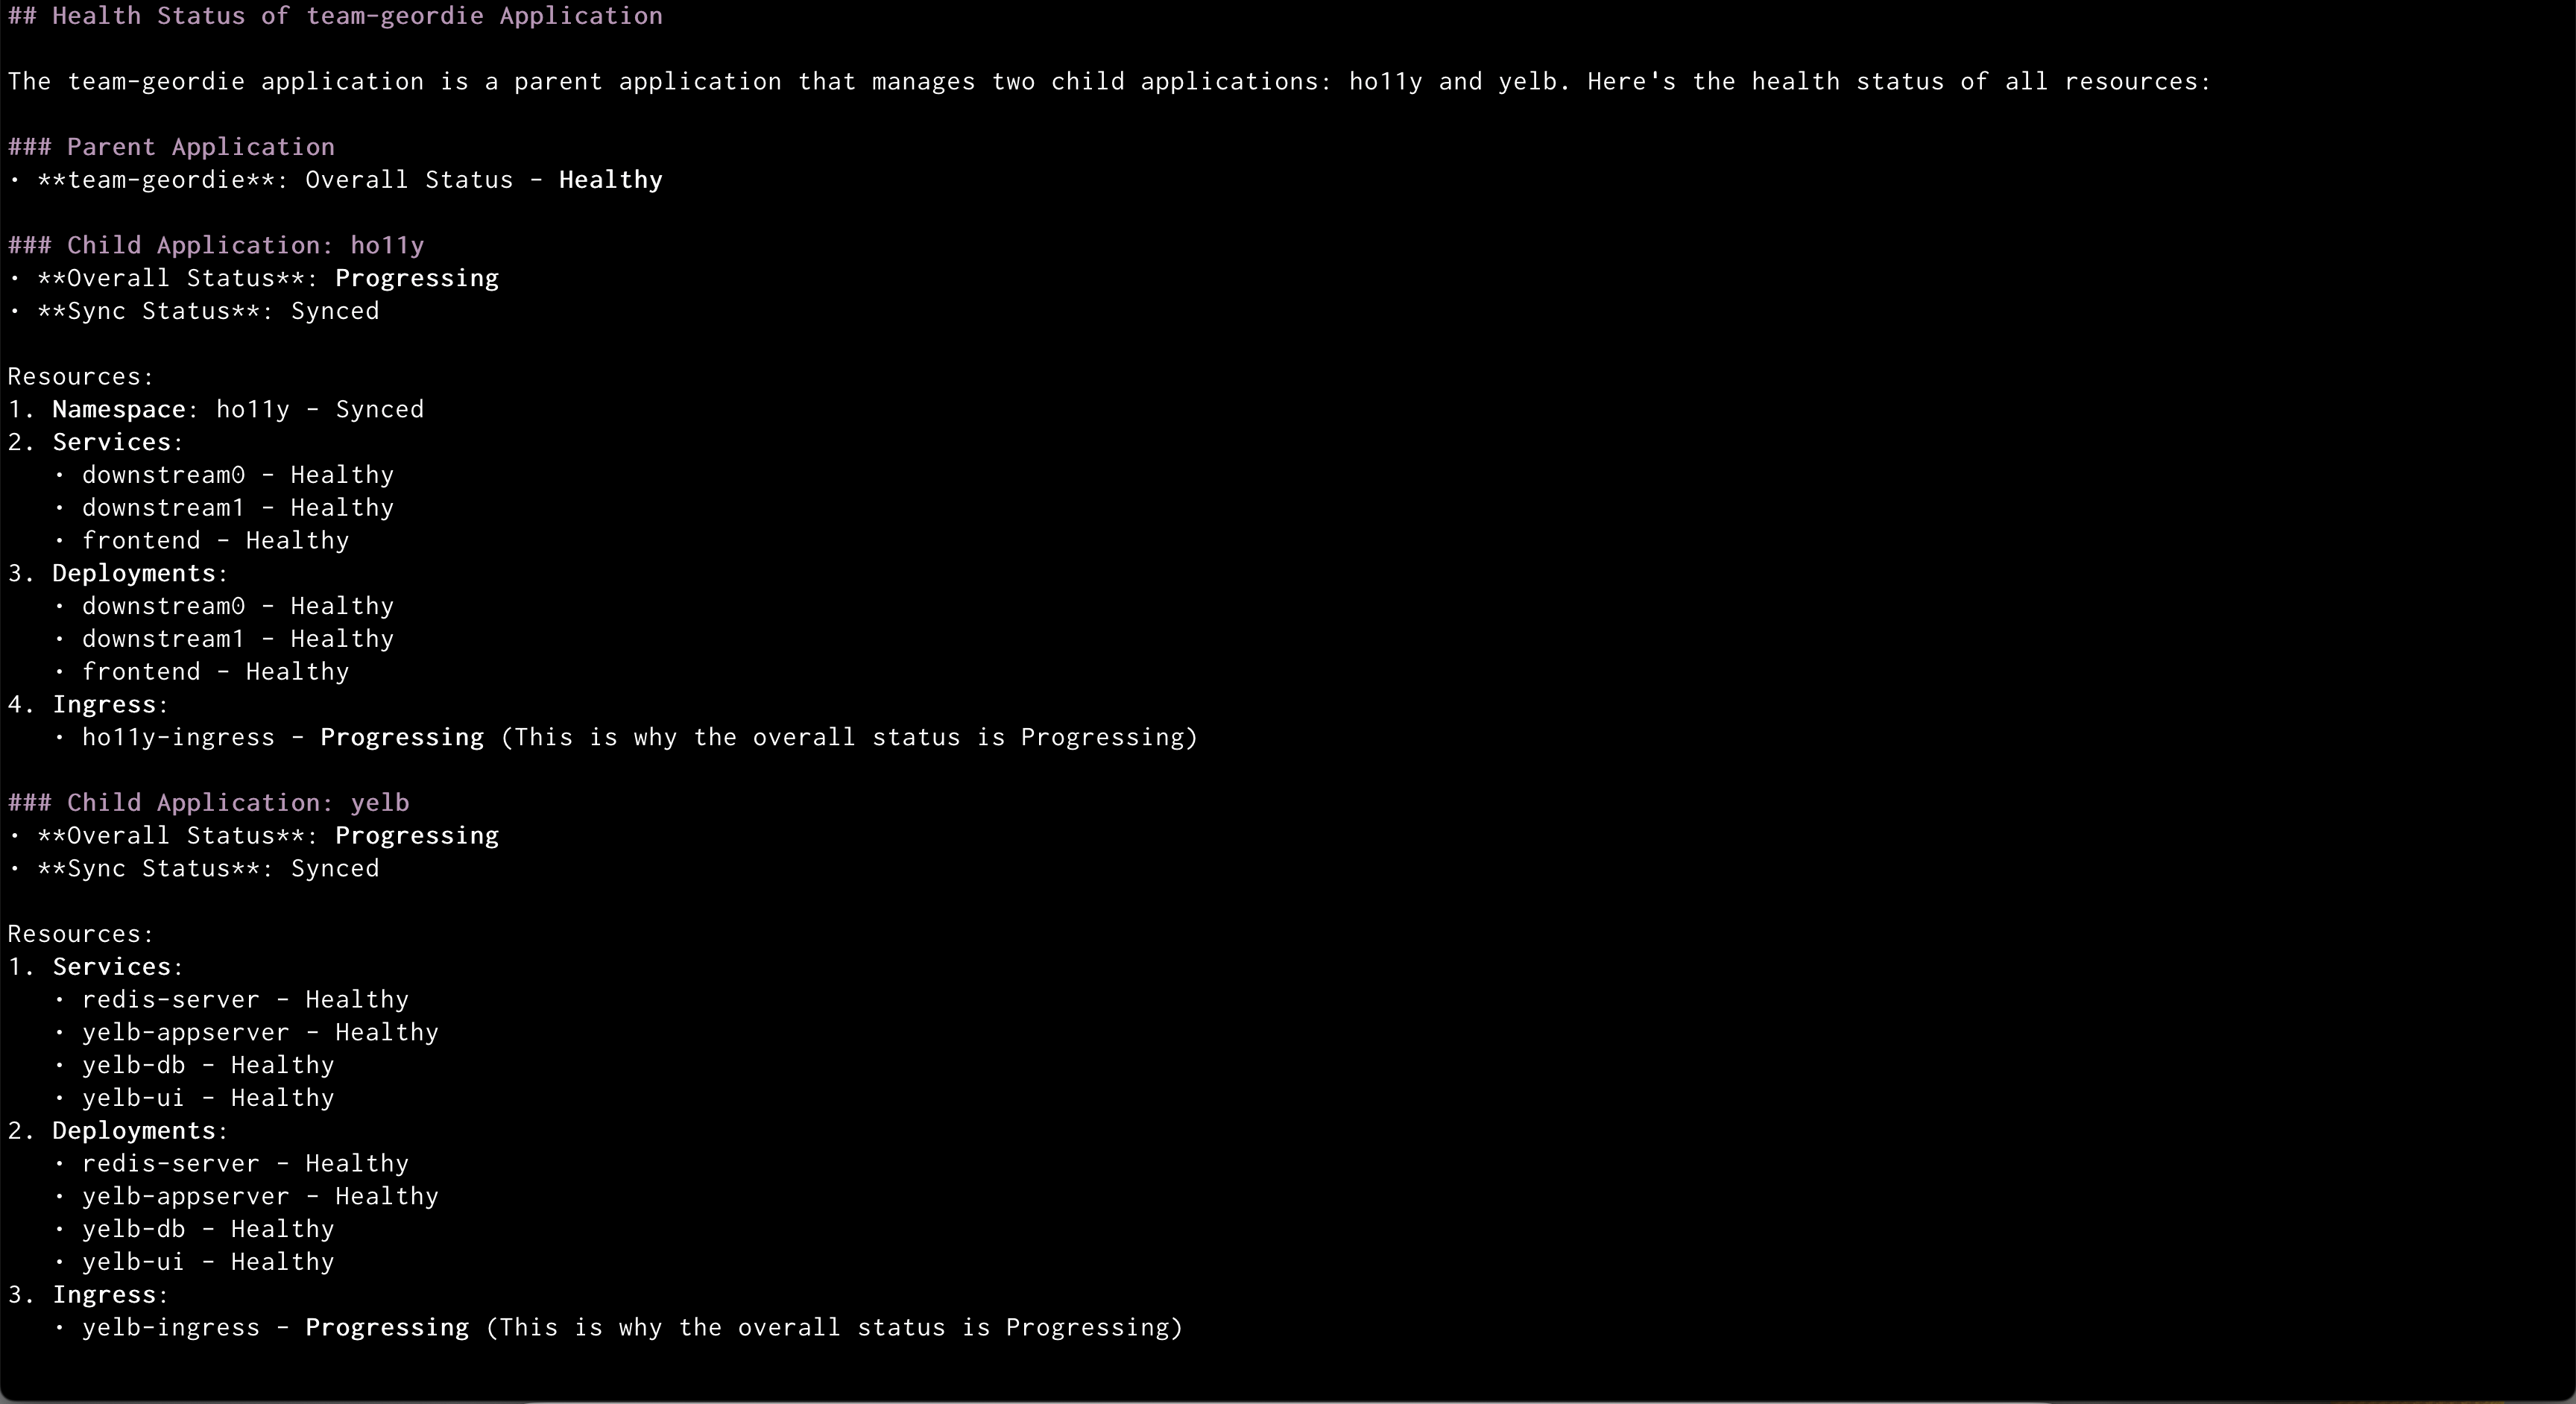 ## Health Status of team-geordie Application
The team-geordie application is a parent application that manages two child applications: ho11y and yelb. Here's the health status of all resources:
### Parent Application
• **team-geordie**: Overall Status - Healthy
### Child Application: ho11y
• **Overall Status**: Progressing
• **Sync Status**: Synced
Resources:
1. Namespace: ho11y - Synced
2. Services:
• downstream0 - Healthy
• downstream1 - Healthy
• frontend - Healthy
3. Deployments:
• downstream0 - Healthy
• downstream1 - Healthy
• frontend - Healthy
4. Ingress:
• ho11y-ingress - Progressing (This is why the overall status is Progressing)
### Child Application: yelb
• **Overall Status**: Progressing
• **Sync Status**: Synced
Resources:
1. Services:
• redis-server - Healthy
• yelb-appserver - Healthy
• yelb-db - Healthy
• yelb-ui - Healthy
2. Deployments:
• redis-server - Healthy
• yelb-appserver - Healthy
• yelb-db - Healthy
• yelb-ui - Healthy
3. Ingress:
• yelb-ingress - Progressing (This is why the overall status is Progressing)